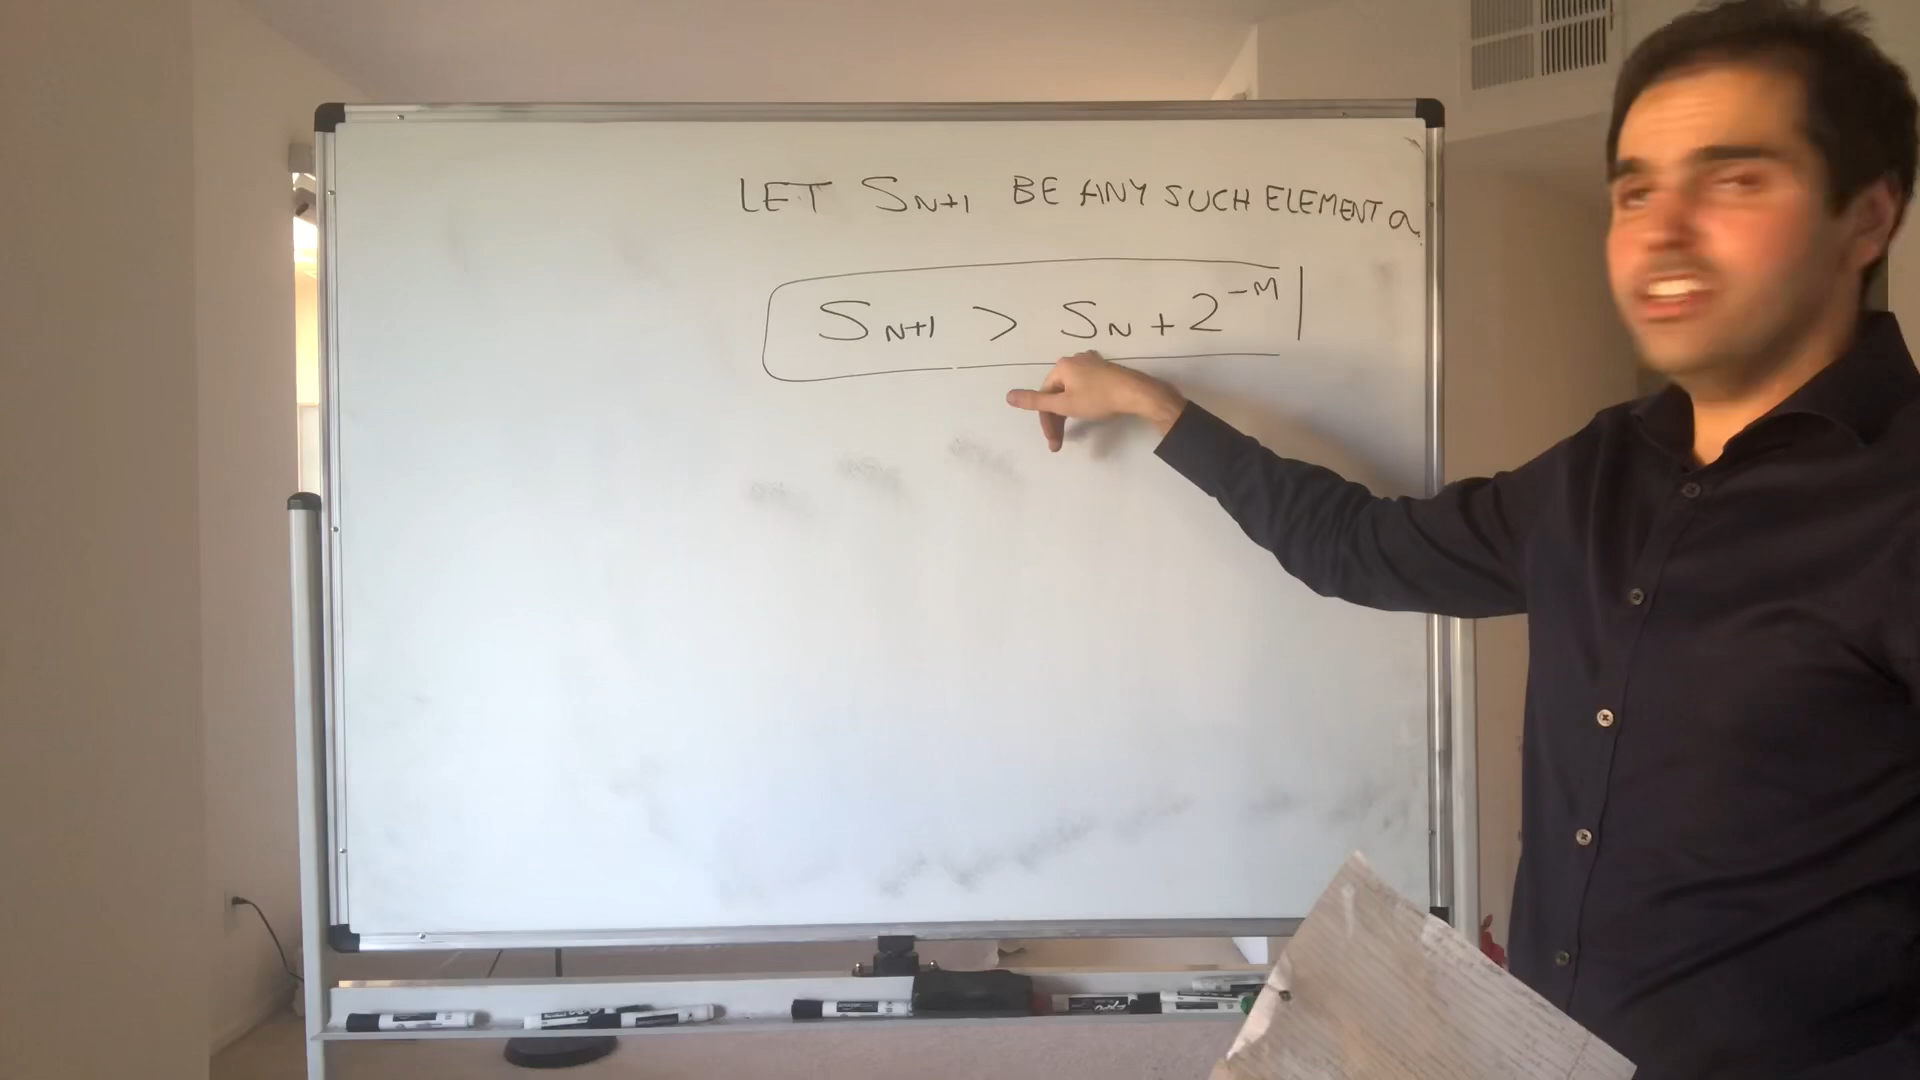 LET SN+1 BE ANY SUCH ELEMENT a.
SN+1 > SN + 2^-M